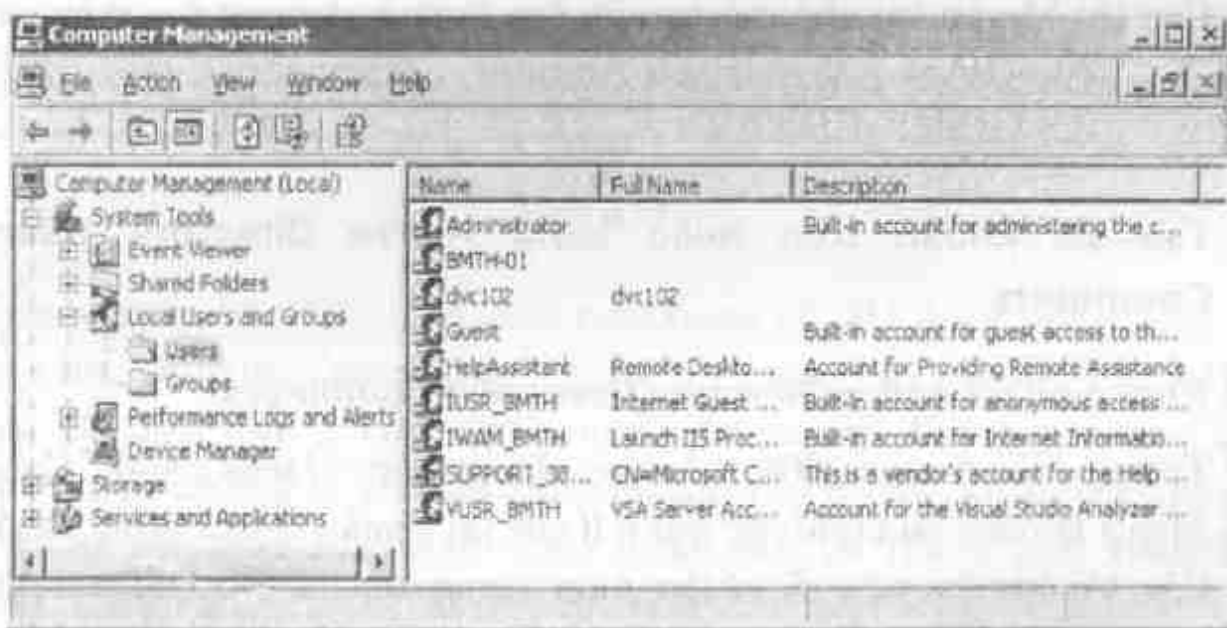 Computer Management
File Action View Window Help
Computer Management (Local)
System Tools
Event Viewer
Shared Folders
Local Users and Groups
Users
Groups
Performance Logs and Alerts
Device Manager
Storage
Services and Applications
Name Full Name Description
Administrator Built-in account for administering the c...
BMTH-01
dvc102 dvc102
Guest Built-in account for guest access to th...
HelpAssistant Remote Deskto... Account for Providing Remote Assistance
IUSR_BMTH Internet Guest ... Built-in account for anonymous access ...
IWAM_BMTH Launch IIS Proc... Built-in account for Internet Informatio...
SUPPORT_38... CN=Microsoft C... This is a vendor's account for the Help ...
VUSR_BMTH VSA Server Acc... Account for the Visual Studio Analyzer ...